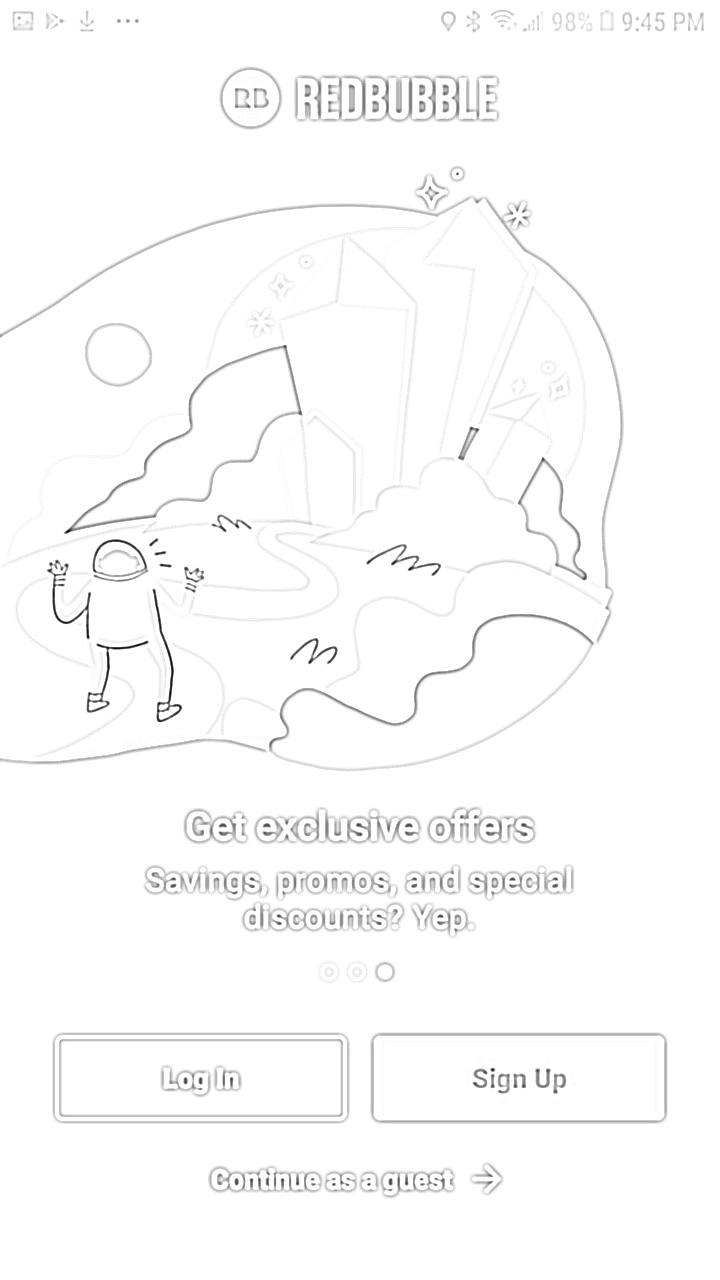 98% 9:45 PM
RB REDBUBBLE
Get exclusive offers
Savings, promos, and special
discounts? Yep.
Log In
Sign Up
Continue as a guest